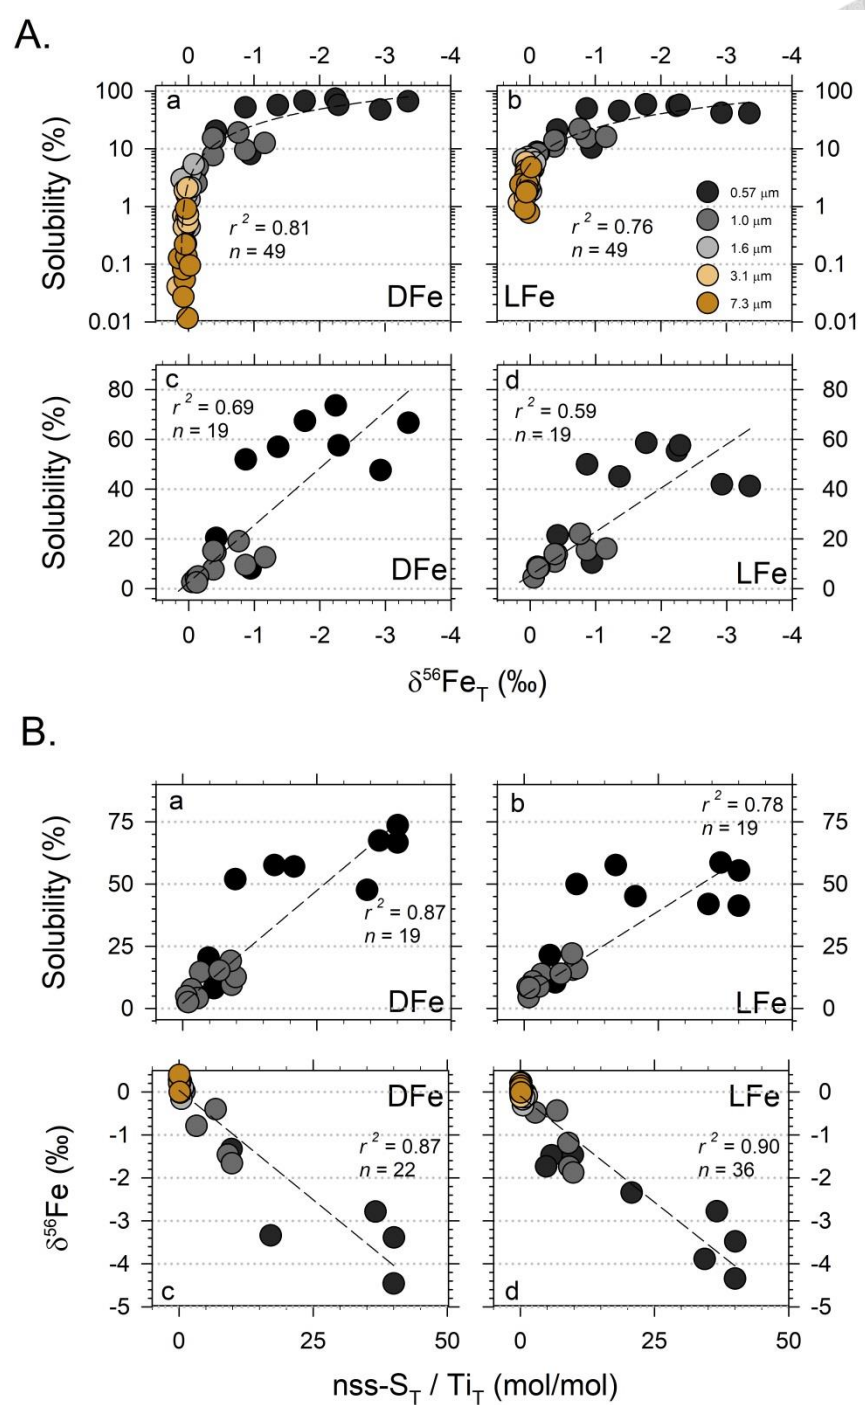 A.
0 -1 -2 -3 -4 0 -1 -2 -3 -4
a b
100 100
10 10
1 1
0.1 0.1
0.01 0.01
Solubility (%)
r² = 0.81
n = 49
DFe
r² = 0.76
n = 49
LFe
0.57 μm
1.0 μm
1.6 μm
3.1 μm
7.3 μm
c d
80 80
60 60
40 40
20 20
0 0
Solubility (%)
r² = 0.69
n = 19
DFe
r² = 0.59
n = 19
LFe
0 -1 -2 -3 -4 0 -1 -2 -3 -4
δ⁵⁶Fe_T (‰)
B.
a b
75 75
50 50
25 25
0 0
Solubility (%)
r² = 0.87
n = 19
DFe
r² = 0.78
n = 19
LFe
0 0
-1 -1
-2 -2
-3 -3
-4 -4
-5 -5
δ⁵⁶Fe (‰)
DFe
r² = 0.87
n = 22
c
LFe
r² = 0.90
n = 36
d
0 25 50 0 25 50
nss-S_T / Ti_T (mol/mol)